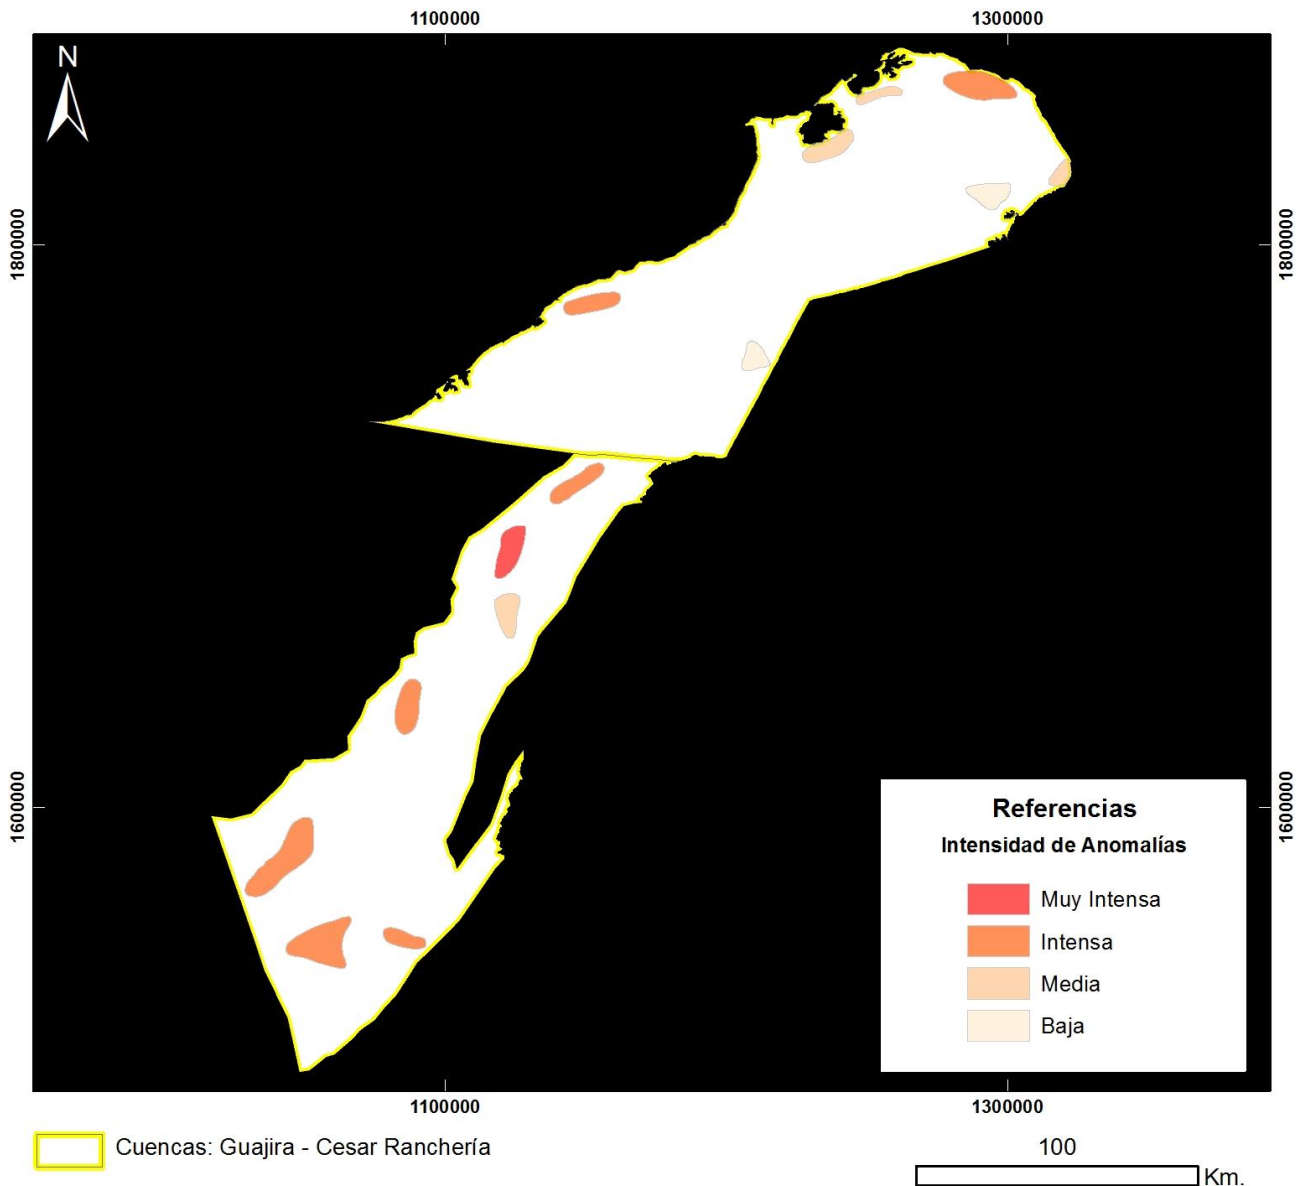 1100000 1300000
N
1800000 1800000
1600000 1600000
Referencias
Intensidad de Anomalías
Muy Intensa
Intensa
Media
Baja
1100000 1300000
Cuencas: Guajira - Cesar Ranchería
100
Km.